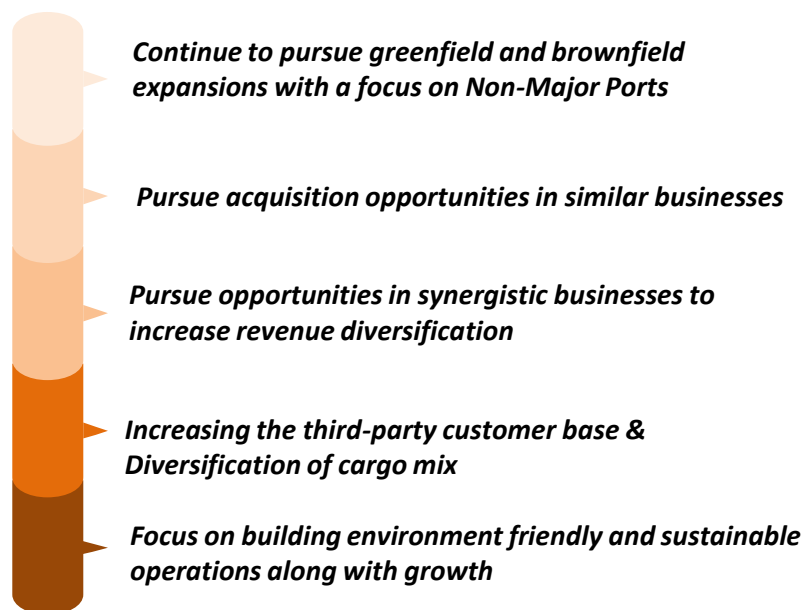 Continue to pursue greenfield and brownfield
expansions with a focus on Non-Major Ports
Pursue acquisition opportunities in similar businesses
Pursue opportunities in synergistic businesses to
increase revenue diversification
Increasing the third-party customer base &
Diversification of cargo mix
Focus on building environment friendly and sustainable
operations along with growth